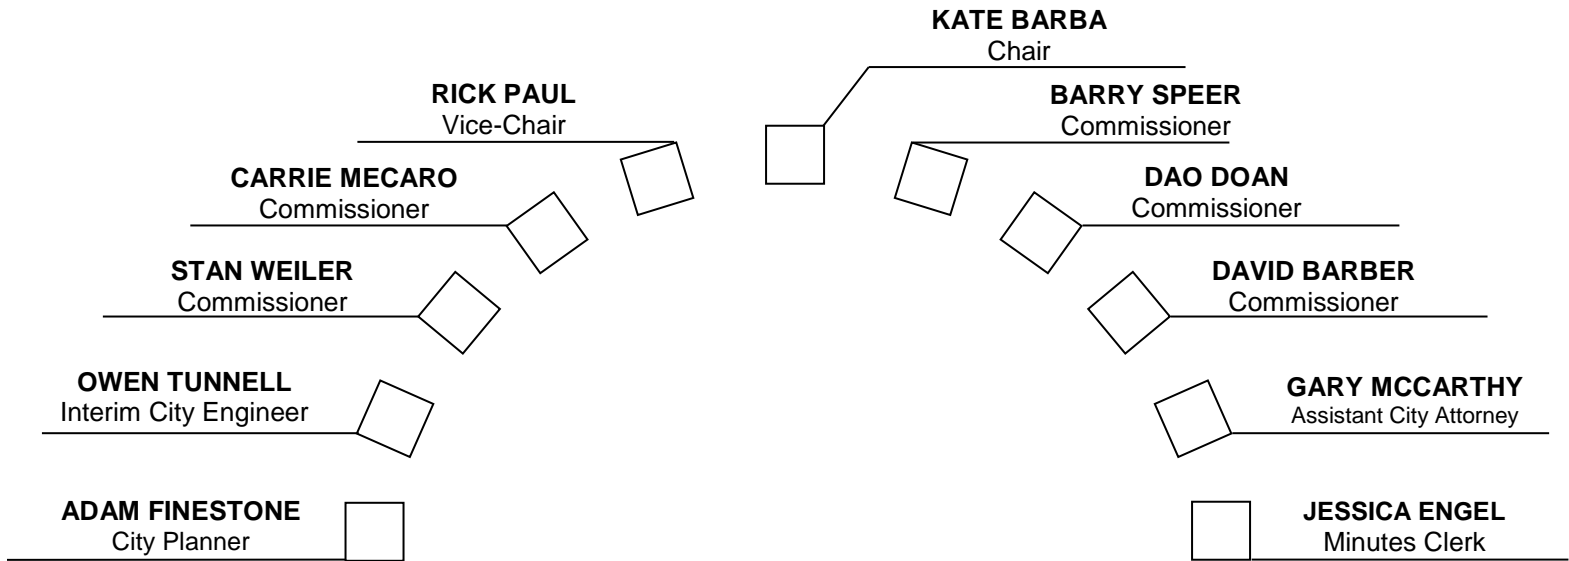 KATE BARBA
Chair
RICK PAUL
Vice-Chair
BARRY SPEER
Commissioner
CARRIE MECARO
Commissioner
DAO DOAN
Commissioner
STAN WEILER
Commissioner
DAVID BARBER
Commissioner
OWEN TUNNELL
Interim City Engineer
GARY MCCARTHY
Assistant City Attorney
ADAM FINESTONE
City Planner
JESSICA ENGEL
Minutes Clerk